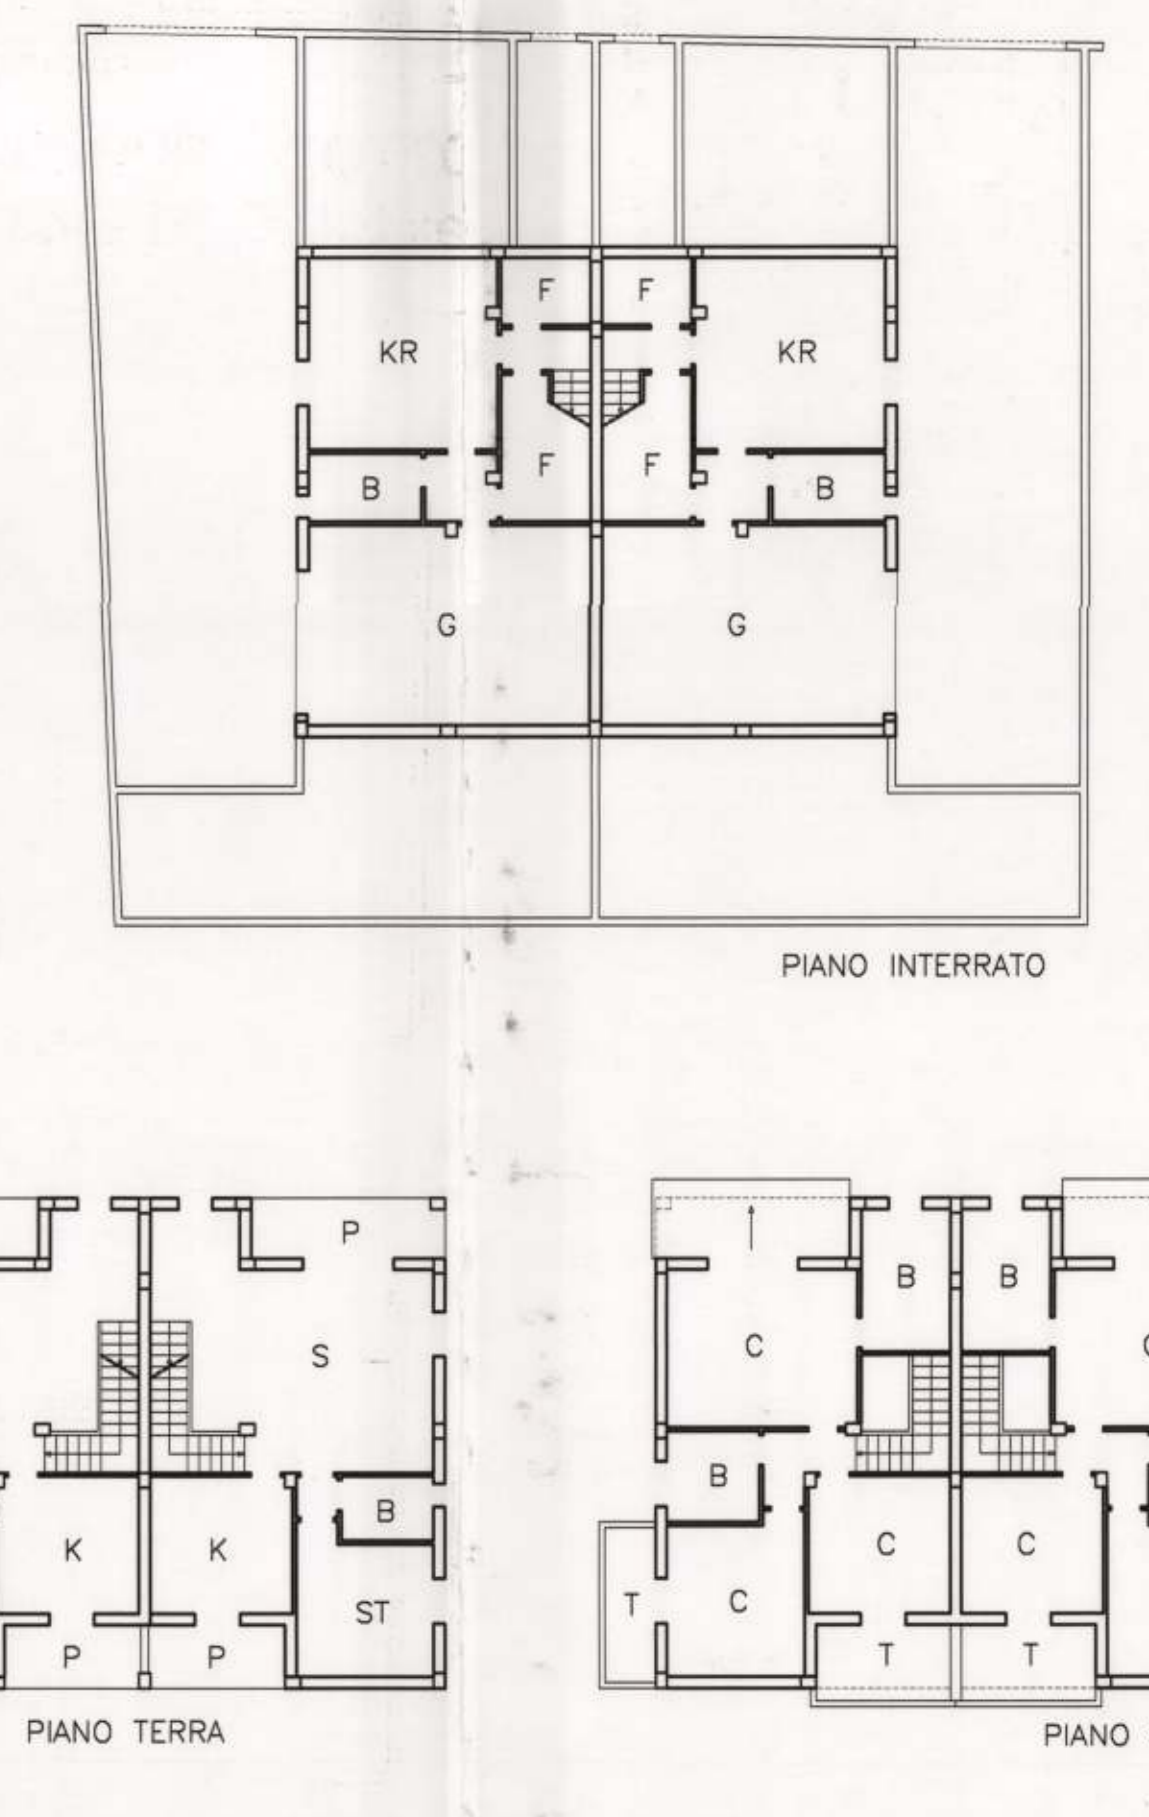 F F
KR KR
F F
B B
G G
PIANO INTERRATO
P
S
B
K K
ST
P P
PIANO TERRA
B B
C
B
C C
T C
T T
PIANO